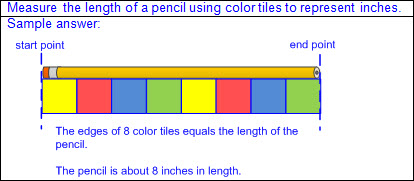 Measure the length of a pencil using color tiles to represent inches.
Sample answer:
start point
end point
The edges of 8 color tiles equals the length of the
pencil.
The pencil is about 8 inches in length.